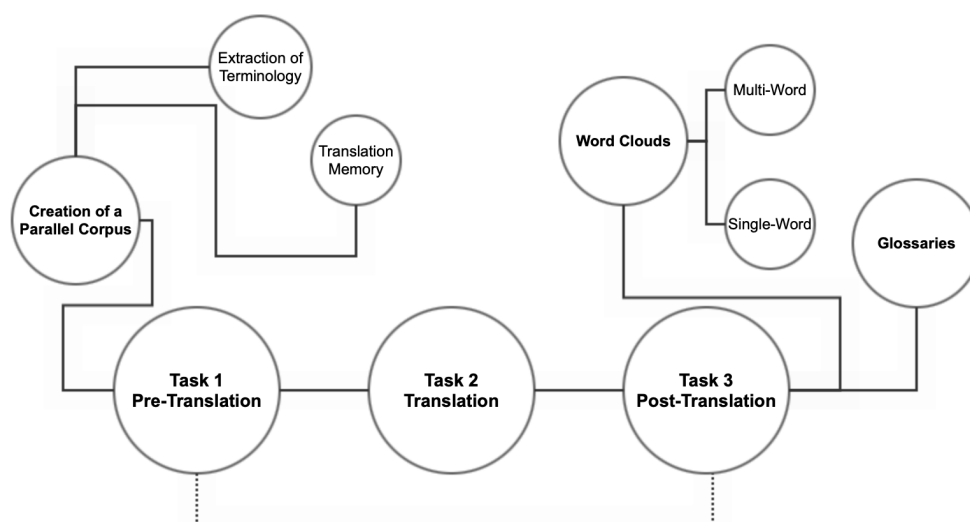 Extraction of
Terminology
Translation
Memory
Creation of a
Parallel Corpus
Word Clouds
Multi-Word
Single-Word
Glossaries
Task 1
Pre-Translation
Task 2
Translation
Task 3
Post-Translation